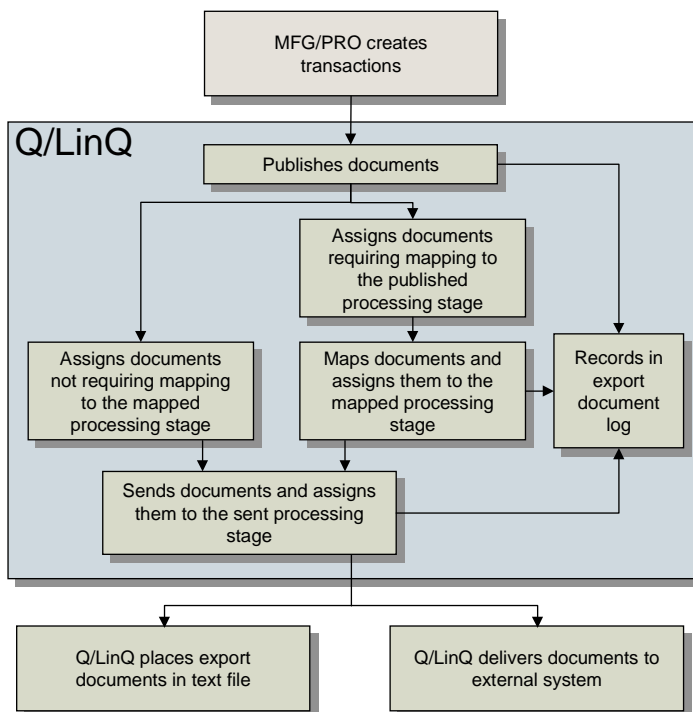 MFG/PRO creates
transactions
Q/LinQ
Publishes documents
Assigns documents
requiring mapping to
the published
processing stage
Assigns documents
not requiring mapping
to the mapped
processing stage
Maps documents and
assigns them to the
mapped processing
stage
Records in
export
document
log
Sends documents and assigns
them to the sent processing
stage
Q/LinQ places export
documents in text file
Q/LinQ delivers documents to
external system